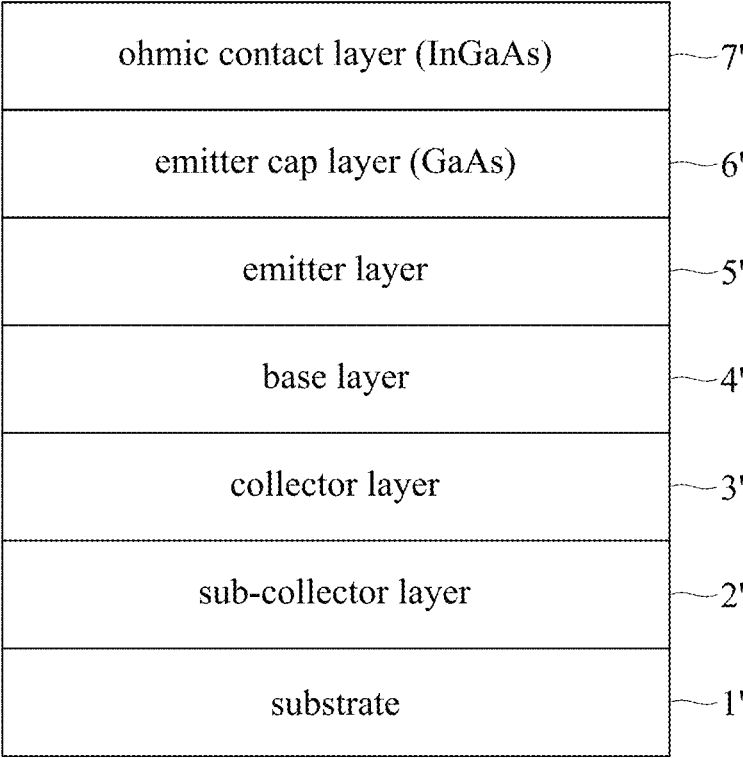 ohmic contact layer (InGaAs) 7'
emitter cap layer (GaAs) 6'
emitter layer 5'
base layer 4'
collector layer 3'
sub-collector layer 2'
substrate 1'